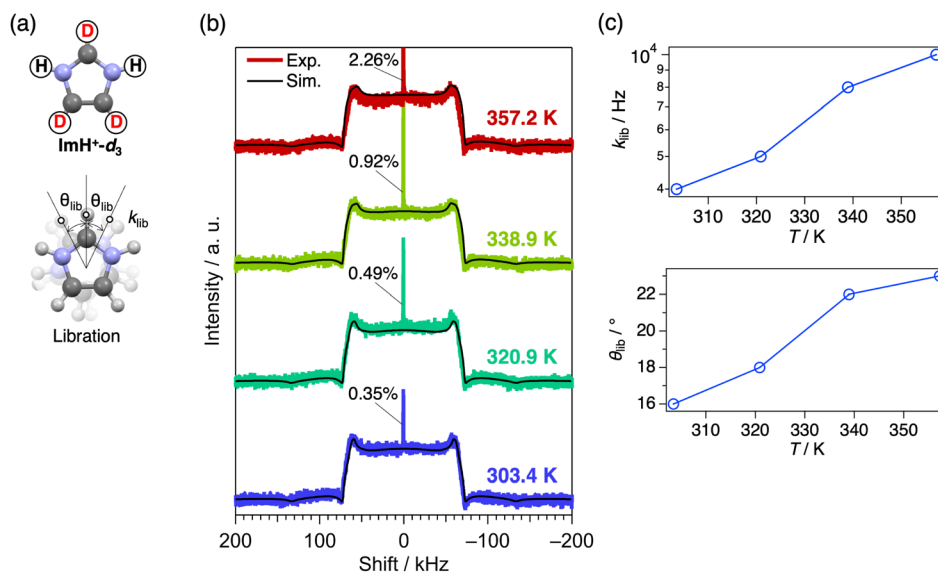 (a)
D
H
H
D
D
ImH⁺-d₃
θlib
θlib
klib
Libration
(b)
Exp.
Sim.
2.26%
357.2 K
0.92%
338.9 K
0.49%
320.9 K
0.35%
303.4 K
Intensity / a. u.
200
100
0
–100
–200
Shift / kHz
(c)
10⁴
8
6
5
4
klib / Hz
310
320
330
340
350
T / K
22
20
18
16
θlib / °
310
320
330
340
350
T / K